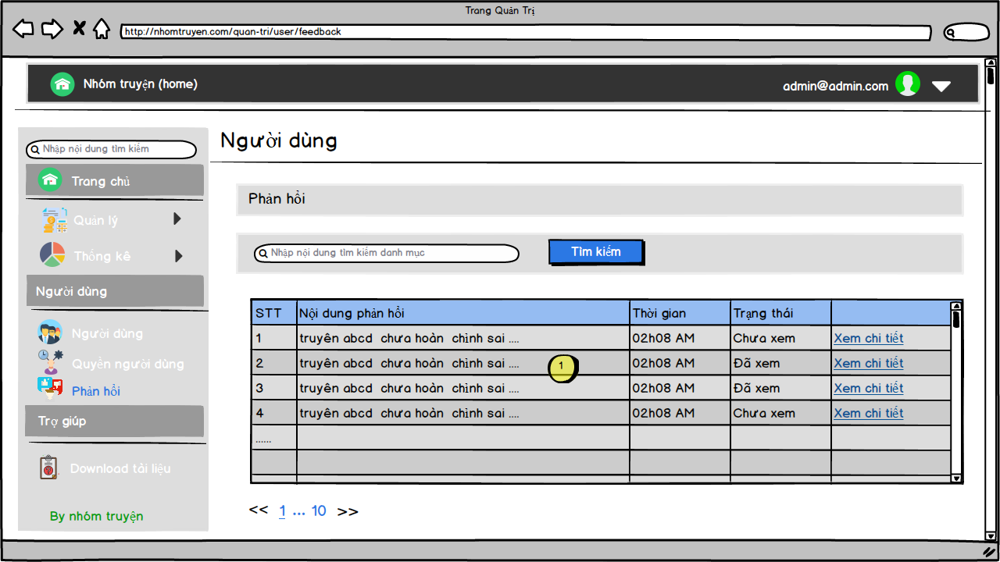 Trang Quản Trị
http://nhomtruyen.com/quan-tri/user/feedback
Nhóm truyện (home)
admin@admin.com
Nhập nội dung tìm kiếm
Trang chủ
Quản lý
Thống kê
Người dùng
Người dùng
Quyền người dùng
Phản hồi
Trợ giúp
Download tài liệu
By nhóm truyện
Người dùng
Phản hồi
Nhập nội dung tìm kiếm danh mục
Tìm kiếm
STT Nội dung phản hồi Thời gian Trạng thái
1 truyên abcd chưa hoàn chỉnh sai .... 02h08 AM Chưa xem Xem chi tiết
2 truyên abcd chưa hoàn chỉnh sai .... 02h08 AM Đã xem Xem chi tiết
1
3 truyên abcd chưa hoàn chỉnh sai .... 02h08 AM Đã xem Xem chi tiết
4 truyên abcd chưa hoàn chỉnh sai .... 02h08 AM Chưa xem Xem chi tiết
......
<< 1 ... 10 >>